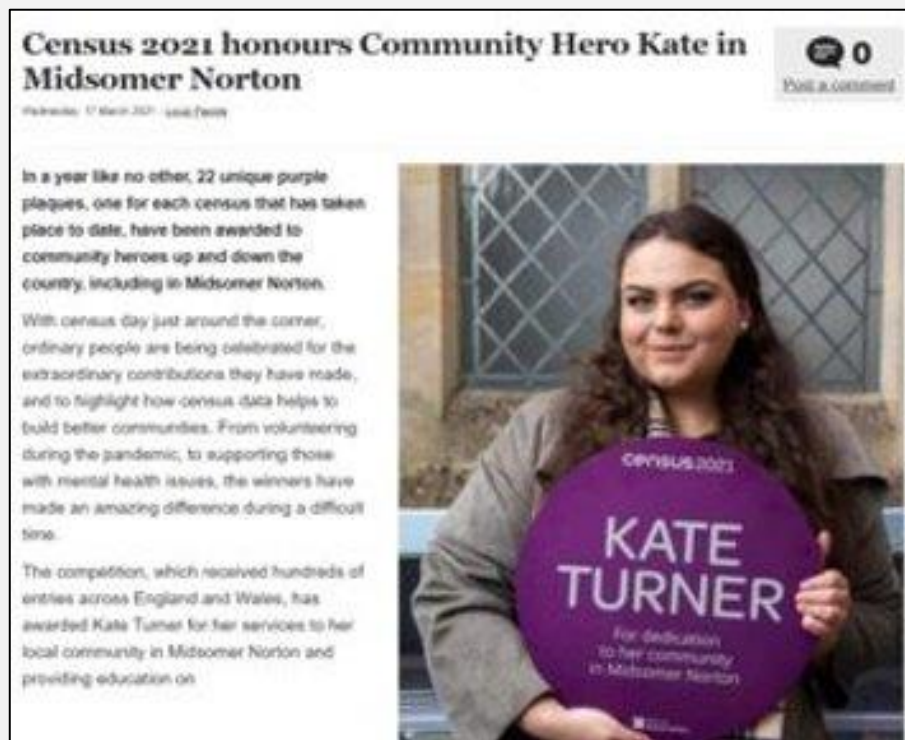 Census 2021 honours Community Hero Kate in
Midsomer Norton
0
Post a comment
Wednesday, 17 March 2021 - Local People
In a year like no other, 22 unique purple
plaques, one for each census that has taken
place to date, have been awarded to
community heroes up and down the
country, including in Midsomer Norton.
With census day just around the corner,
ordinary people are being celebrated for the
extraordinary contributions they have made,
and to highlight how census data helps to
build better communities. From volunteering
during the pandemic, to supporting those
with mental health issues, the winners have
made an amazing difference during a difficult
time.
The competition, which received hundreds of
entries across England and Wales, has
awarded Kate Turner for her services to her
local community in Midsomer Norton and
providing education on
census2021
KATE
TURNER
For dedication
to her community
in Midsomer Norton